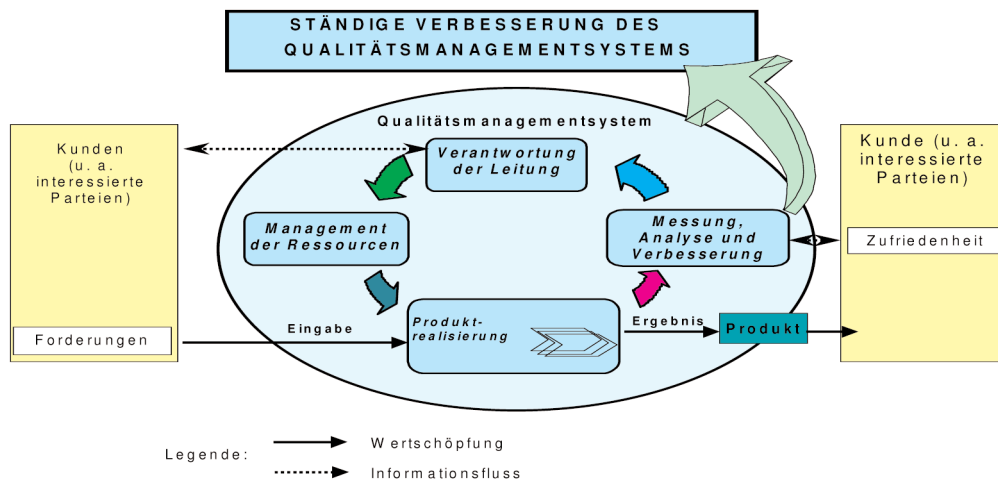 STÄNDIGE VERBESSERUNG DES
QUALITÄTSMANAGEMENTSYSTEMS
Qualitätsmanagementsystem
Kunden
(u. a.
interessierte
Parteien)
Forderungen
Verantwortung
der Leitung
Management
der Ressourcen
Messung,
Analyse und
Verbesserung
Eingabe
Produkt-
realisierung
Ergebnis
Produkt
Kunde (u. a.
interessierte
Parteien)
Zufriedenheit
Legende:
Wertschöpfung
Informationsfluss